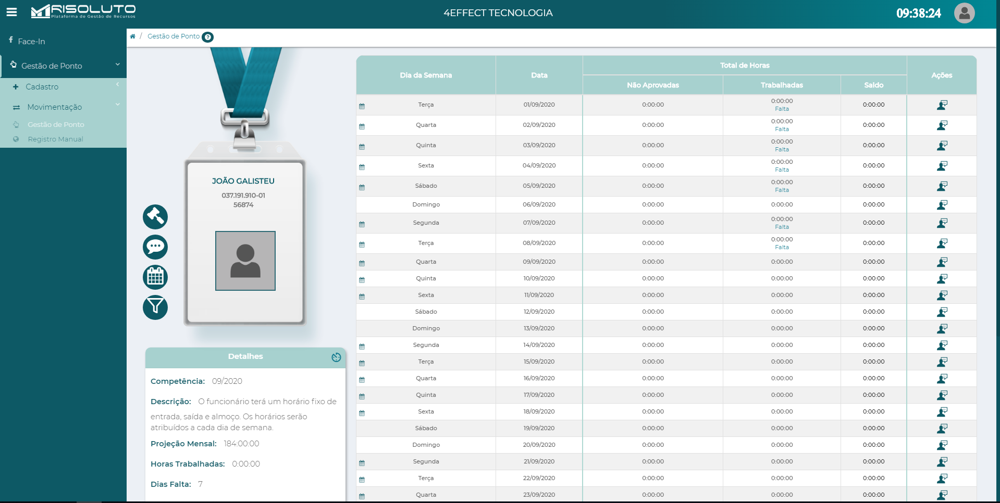 RISOLUTO
Plataforma de Gestão de Recursos
4EFFECT TECNOLOGIA
09:38:24
Face-In
Gestão de Ponto
Cadastro
Movimentação
Gestão de Ponto
Registro Manual
/ Gestão de Ponto ?
JOÃO GALISTEU
037.191.910-01
56874
Detalhes
Competência: 09/2020
Descrição: O funcionário terá um horário fixo de
entrada, saída e almoço. Os horários serão
atribuídos a cada dia de semana.
Projeção Mensal: 184:00:00
Horas Trabalhadas: 0:00:00
Dias Falta: 7
Dia da Semana Data Total de Horas Ações
Não Aprovadas Trabalhadas Saldo
Terça 01/09/2020 0:00:00 0:00:00 0:00:00
Falta
Quarta 02/09/2020 0:00:00 0:00:00 0:00:00
Falta
Quinta 03/09/2020 0:00:00 0:00:00 0:00:00
Falta
Sexta 04/09/2020 0:00:00 0:00:00 0:00:00
Falta
Sábado 05/09/2020 0:00:00 0:00:00 0:00:00
Falta
Domingo 06/09/2020 0:00:00 0:00:00 0:00:00
Segunda 07/09/2020 0:00:00 0:00:00 0:00:00
Falta
Terça 08/09/2020 0:00:00 0:00:00 0:00:00
Falta
Quarta 09/09/2020 0:00:00 0:00:00 0:00:00
Quinta 10/09/2020 0:00:00 0:00:00 0:00:00
Sexta 11/09/2020 0:00:00 0:00:00 0:00:00
Sábado 12/09/2020 0:00:00 0:00:00 0:00:00
Domingo 13/09/2020 0:00:00 0:00:00 0:00:00
Segunda 14/09/2020 0:00:00 0:00:00 0:00:00
Terça 15/09/2020 0:00:00 0:00:00 0:00:00
Quarta 16/09/2020 0:00:00 0:00:00 0:00:00
Quinta 17/09/2020 0:00:00 0:00:00 0:00:00
Sexta 18/09/2020 0:00:00 0:00:00 0:00:00
Sábado 19/09/2020 0:00:00 0:00:00 0:00:00
Domingo 20/09/2020 0:00:00 0:00:00 0:00:00
Segunda 21/09/2020 0:00:00 0:00:00 0:00:00
Terça 22/09/2020 0:00:00 0:00:00 0:00:00
Quarta 23/09/2020 0:00:00 0:00:00 0:00:00